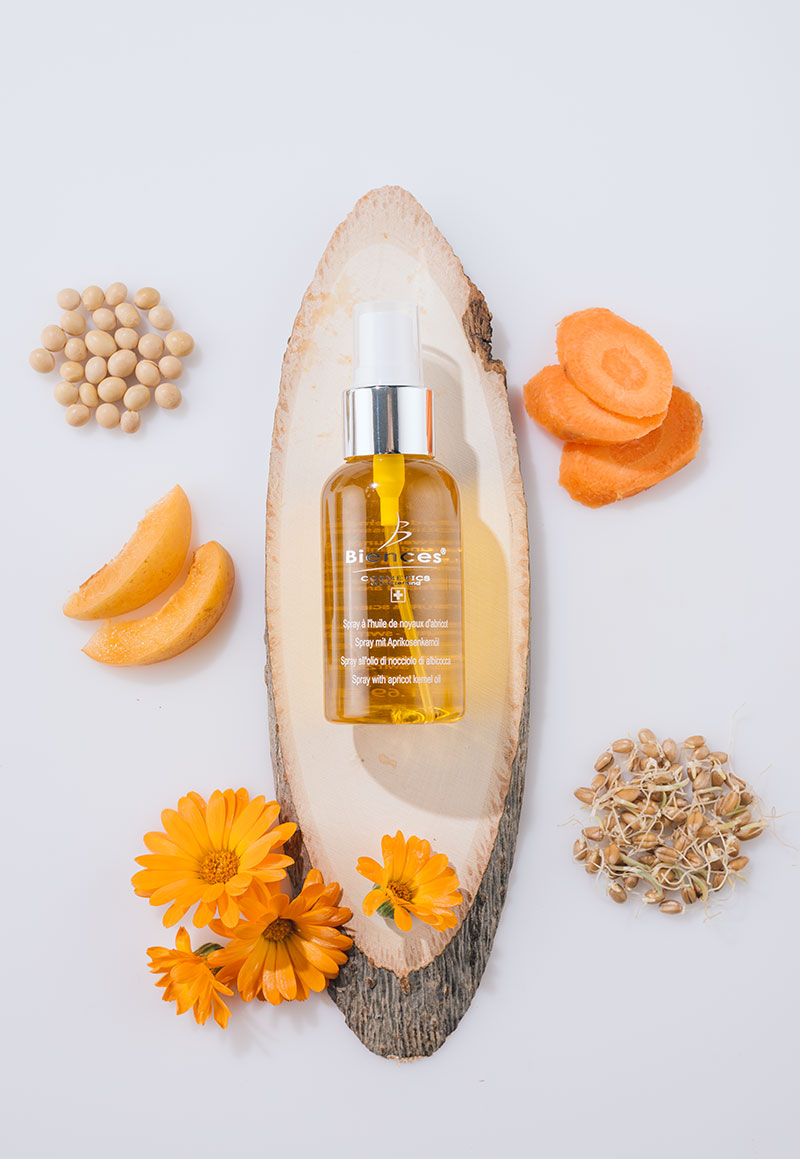 Biences®
COSMETICS
Switzerland
Spray à l'huile de noyaux d'abricot
Spray mit Aprikosenkernöl
Spray all'olio di nocciolo di albicocca
Spray with apricot kernel oil